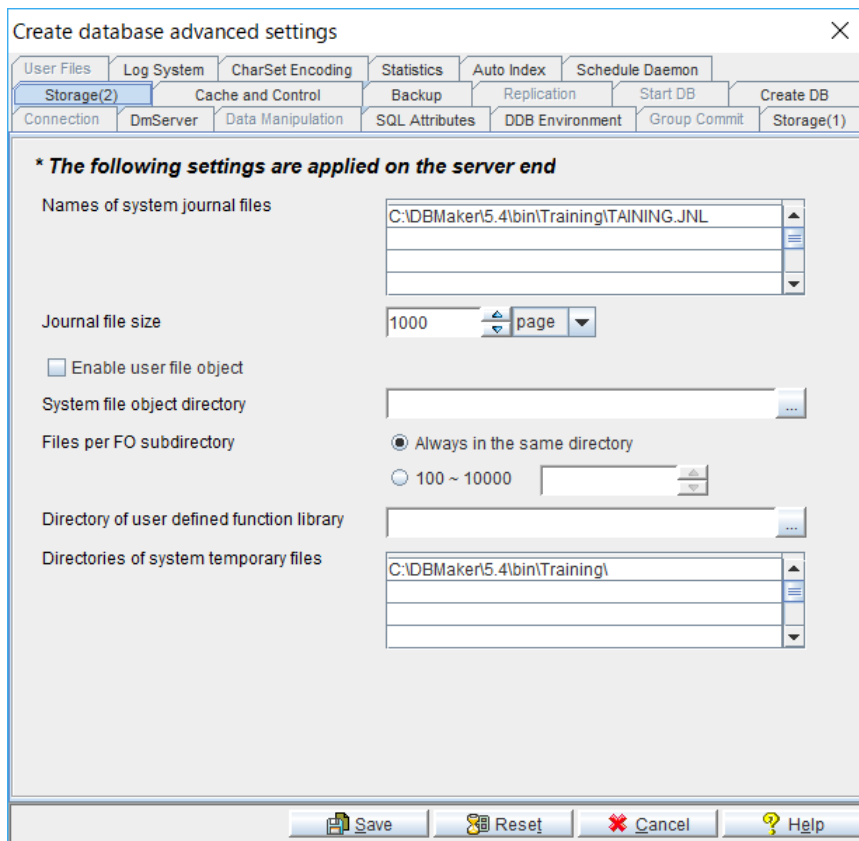 Create database advanced settings
User Files Log System CharSet Encoding Statistics Auto Index Schedule Daemon
Storage(2) Cache and Control Backup Replication Start DB Create DB
Connection DmServer Data Manipulation SQL Attributes DDB Environment Group Commit Storage(1)
* The following settings are applied on the server end
Names of system journal files
C:\DBMaker\5.4\bin\Training\TAINING.JNL
Journal file size 1000 page
Enable user file object
System file object directory ...
Files per FO subdirectory Always in the same directory
100 ~ 10000
Directory of user defined function library ...
Directories of system temporary files
C:\DBMaker\5.4\bin\Training\
Save Reset Cancel Help